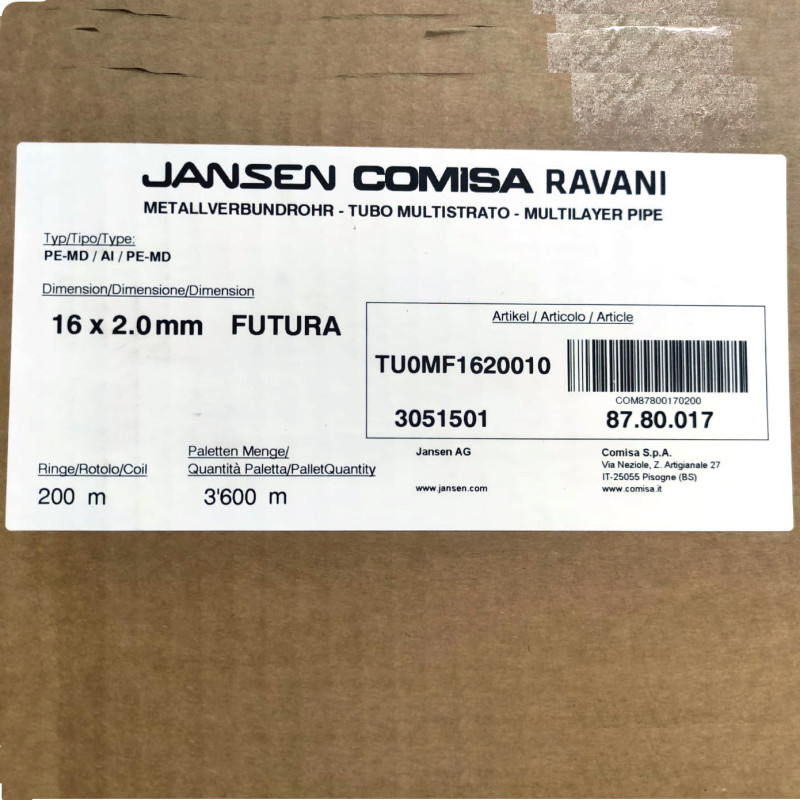 JANSEN COMISA RAVANI
METALLVERBUNDROHR - TUBO MULTISTRATO - MULTILAYER PIPE
Typ/Tipo/Type:
PE-MD / Al / PE-MD
Dimension/Dimensione/Dimension
16 x 2.0 mm FUTURA
Artikel / Articolo / Article
TU0MF1620010
COM87800170200
3051501 87.80.017
Ringe/Rotolo/Coil
200 m
Paletten Menge/
Quantità Paletta/PalletQuantity
3'600 m
Jansen AG
www.jansen.com
Comisa S.p.A.
Via Neziole, Z. Artigianale 27
IT-25055 Pisogne (BS)
www.comisa.it